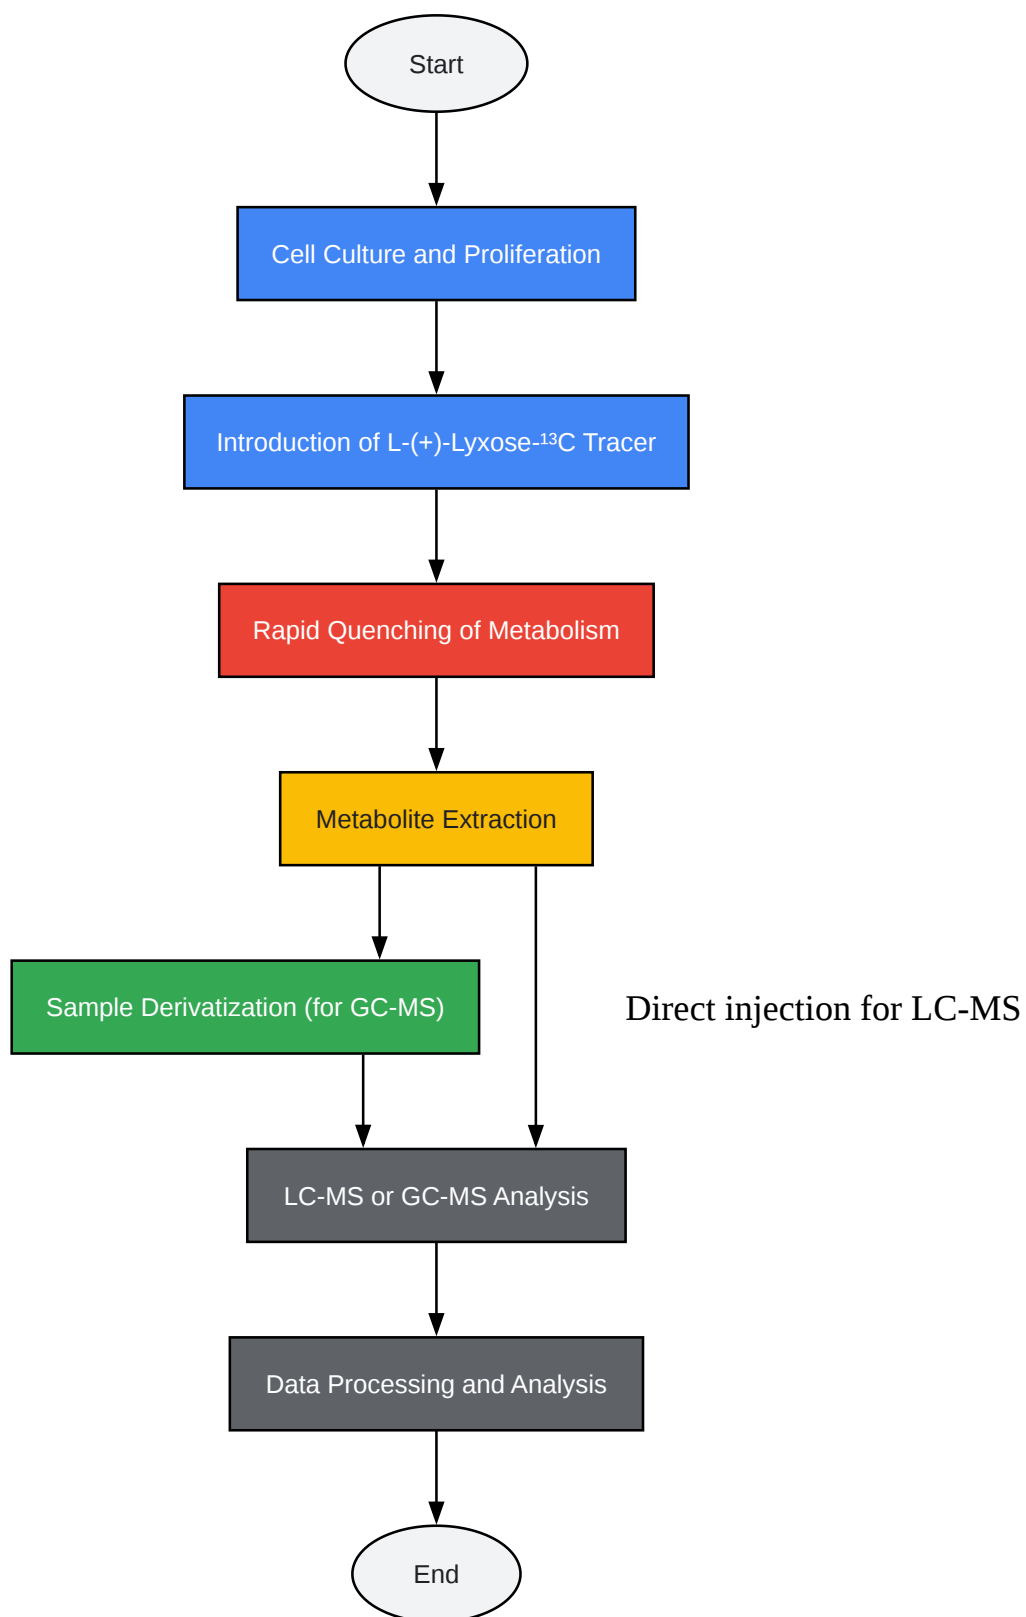 Start
Cell Culture and Proliferation
Introduction of L-(+)-Lyxose-¹³C Tracer
Rapid Quenching of Metabolism
Metabolite Extraction
Sample Derivatization (for GC-MS)
Direct injection for LC-MS
LC-MS or GC-MS Analysis
Data Processing and Analysis
End